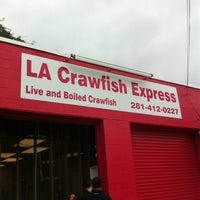 LA Crawfish Express
Live and Boiled Crawfish 281-412-0227